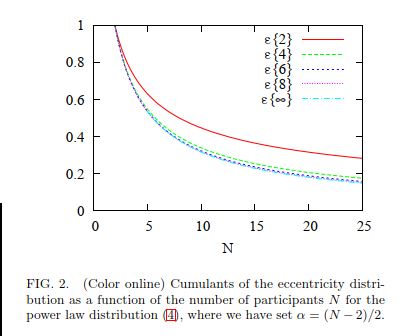 1
0.8
0.6
0.4
0.2
0
0 5 10 15 20 25
N
ε{2}
ε{4}
ε{6}
ε{8}
ε{∞}
FIG. 2. (Color online) Cumulants of the eccentricity distri-
bution as a function of the number of participants N for the
power law distribution (4), where we have set α = (N − 2)/2.